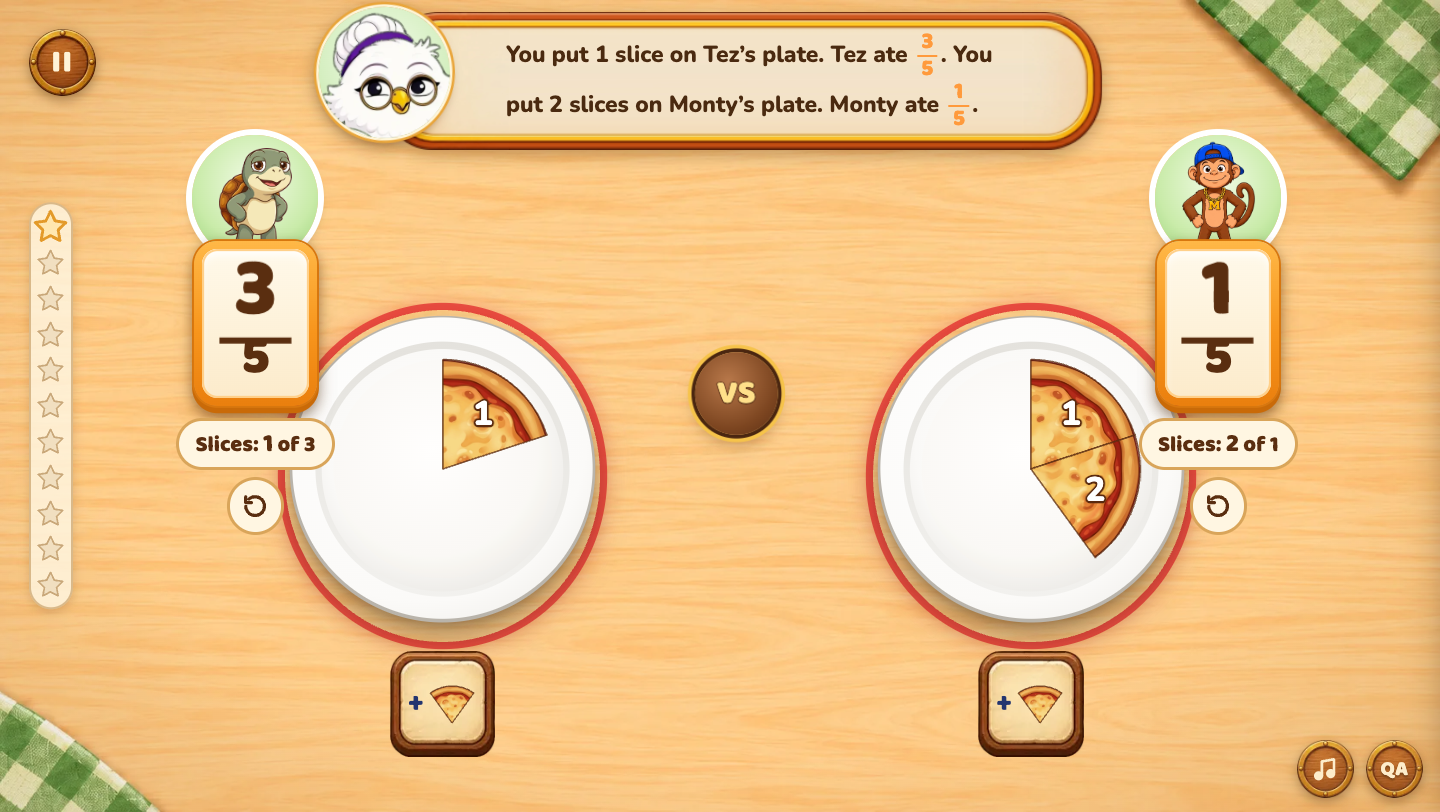 You put 1 slice on Tez's plate. Tez ate 3/5. You
put 2 slices on Monty's plate. Monty ate 1/5.
M
3
5
1
5
VS
1
1
2
Slices: 1 of 3
Slices: 2 of 1
+
+
QA